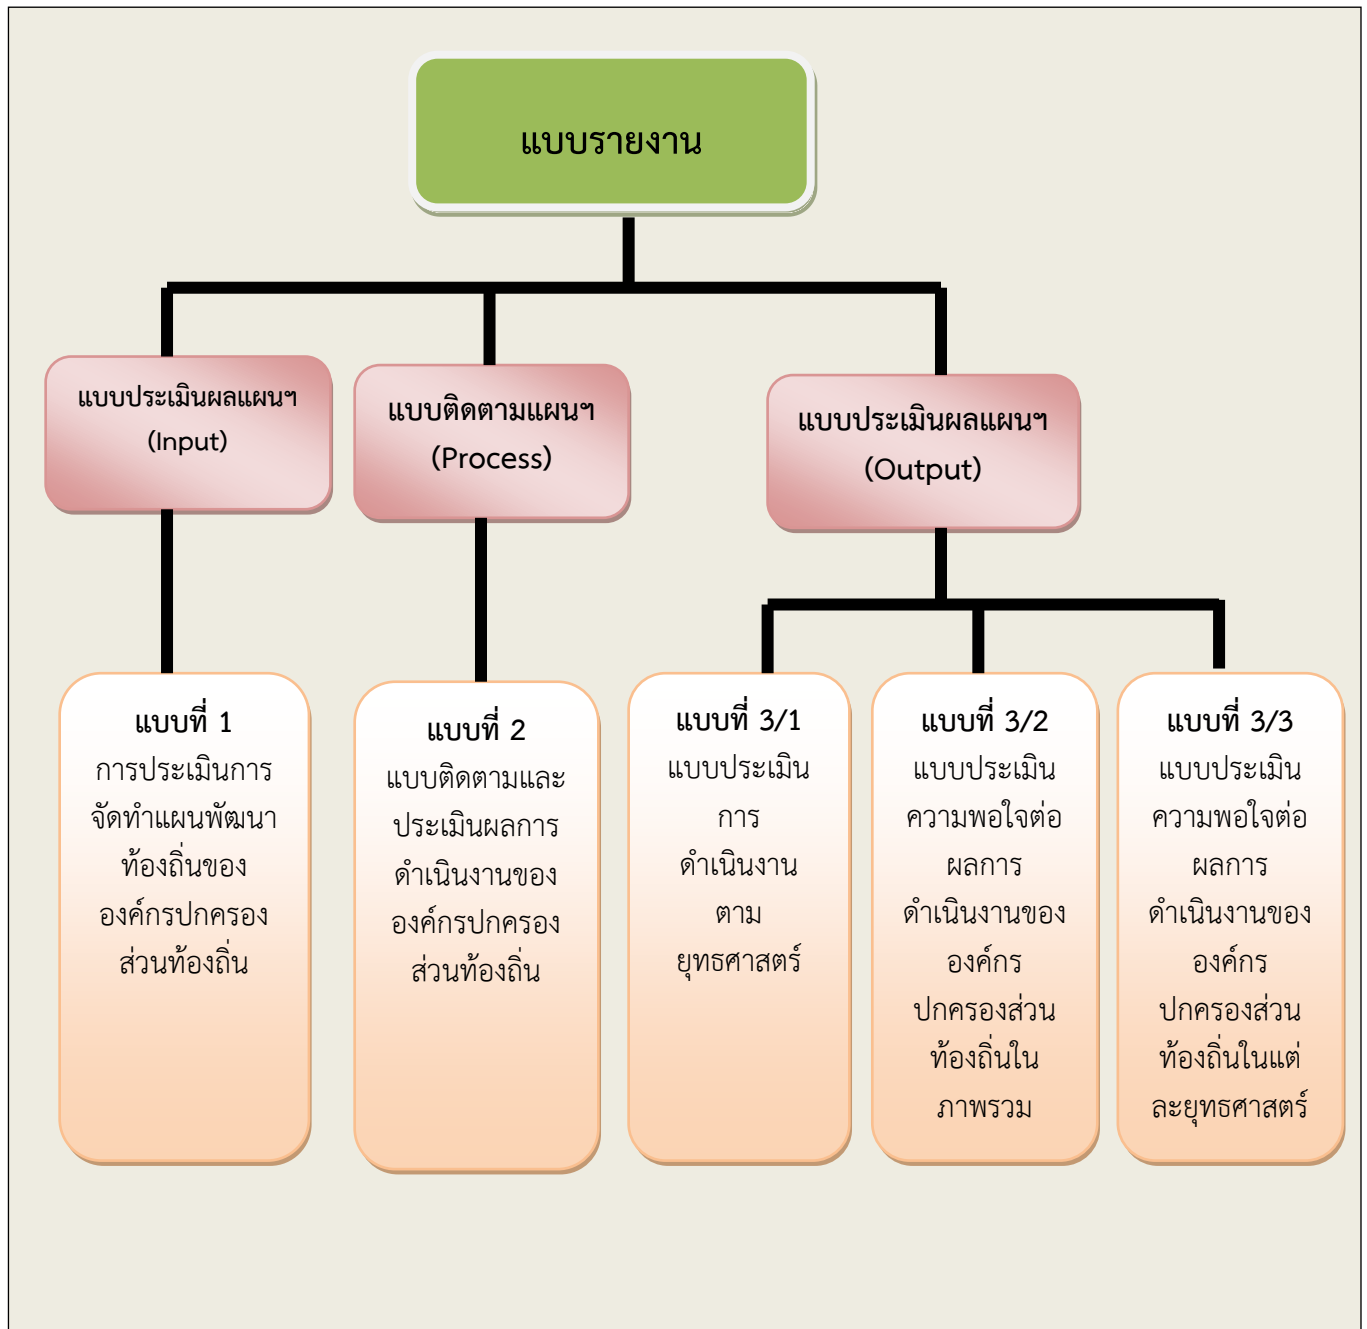 แบบรายงาน
แบบประเมินผลแผนฯ
(Input)
แบบติดตามแผนฯ
(Process)
แบบประเมินผลแผนฯ
(Output)
แบบที่ 1
การประเมินการ
จัดทำแผนพัฒนา
ท้องถิ่นของ
องค์กรปกครอง
ส่วนท้องถิ่น
แบบที่ 2
แบบติดตามและ
ประเมินผลการ
ดำเนินงานของ
องค์กรปกครอง
ส่วนท้องถิ่น
แบบที่ 3/1
แบบประเมิน
การ
ดำเนินงาน
ตาม
ยุทธศาสตร์
แบบที่ 3/2
แบบประเมิน
ความพอใจต่อ
ผลการ
ดำเนินงานของ
องค์กร
ปกครองส่วน
ท้องถิ่นใน
ภาพรวม
แบบที่ 3/3
แบบประเมิน
ความพอใจต่อ
ผลการ
ดำเนินงานของ
องค์กร
ปกครองส่วน
ท้องถิ่นในแต่
ละยุทธศาสตร์